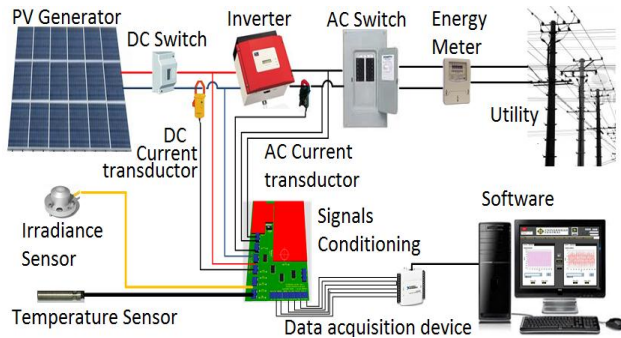 PV Generator
DC Switch
Inverter
AC Switch
Energy
Meter
Utility
DC
Current
transductor
AC Current
transductor
Irradiance
Sensor
Signals
Conditioning
Software
Temperature Sensor
Data acquisition device